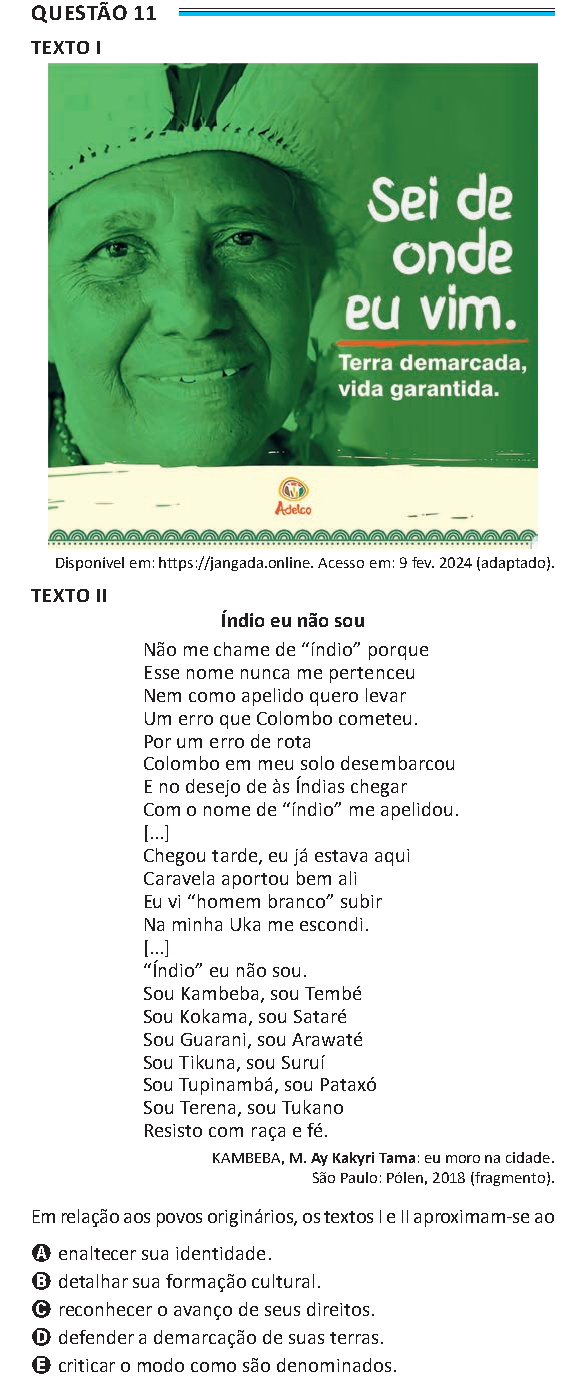 QUESTÃO 11
TEXTO I
Sei de
onde
eu vim.
Terra demarcada,
vida garantida.
Adelco
Disponível em: https://jangada.online. Acesso em: 9 fev. 2024 (adaptado).
TEXTO II
Índio eu não sou
Não me chame de “índio” porque
Esse nome nunca me pertenceu
Nem como apelido quero levar
Um erro que Colombo cometeu.
Por um erro de rota
Colombo em meu solo desembarcou
E no desejo de às Índias chegar
Com o nome de “índio” me apelidou.
[...]
Chegou tarde, eu já estava aqui
Caravela aportou bem ali
Eu vi “homem branco” subir
Na minha Uka me escondi.
[...]
“Índio” eu não sou.
Sou Kambeba, sou Tembé
Sou Kokama, sou Sataré
Sou Guarani, sou Arawaté
Sou Tikuna, sou Suruí
Sou Tupinambá, sou Pataxó
Sou Terena, sou Tukano
Resisto com raça e fé.
KAMBEBA, M. Ay Kakyri Tama: eu moro na cidade.
São Paulo: Pólen, 2018 (fragmento).
Em relação aos povos originários, os textos I e II aproximam-se ao
A enaltecer sua identidade.
B detalhar sua formação cultural.
C reconhecer o avanço de seus direitos.
D defender a demarcação de suas terras.
E criticar o modo como são denominados.